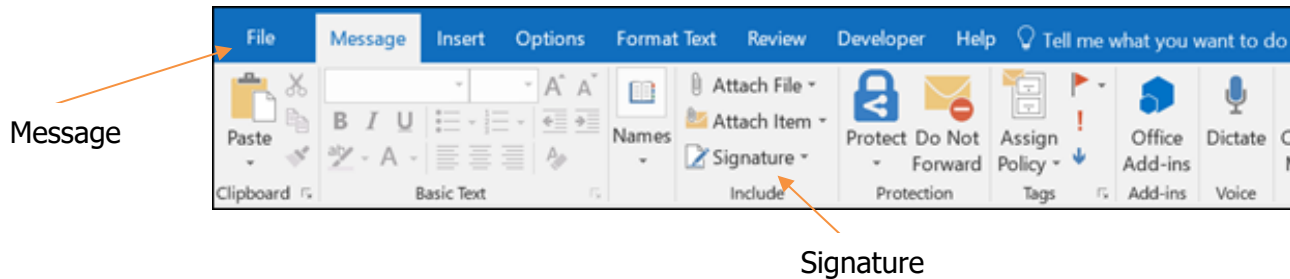 File Message Insert Options Format Text Review Developer Help Tell me what you want to do
Attach File
Message
B I U
Attach Item
Paste
Names
Protect Do Not Assign Office Dictate
Signature
Forward Policy Add-ins
Clipboard Basic Text Include Protection Tags Add-ins Voice
Signature